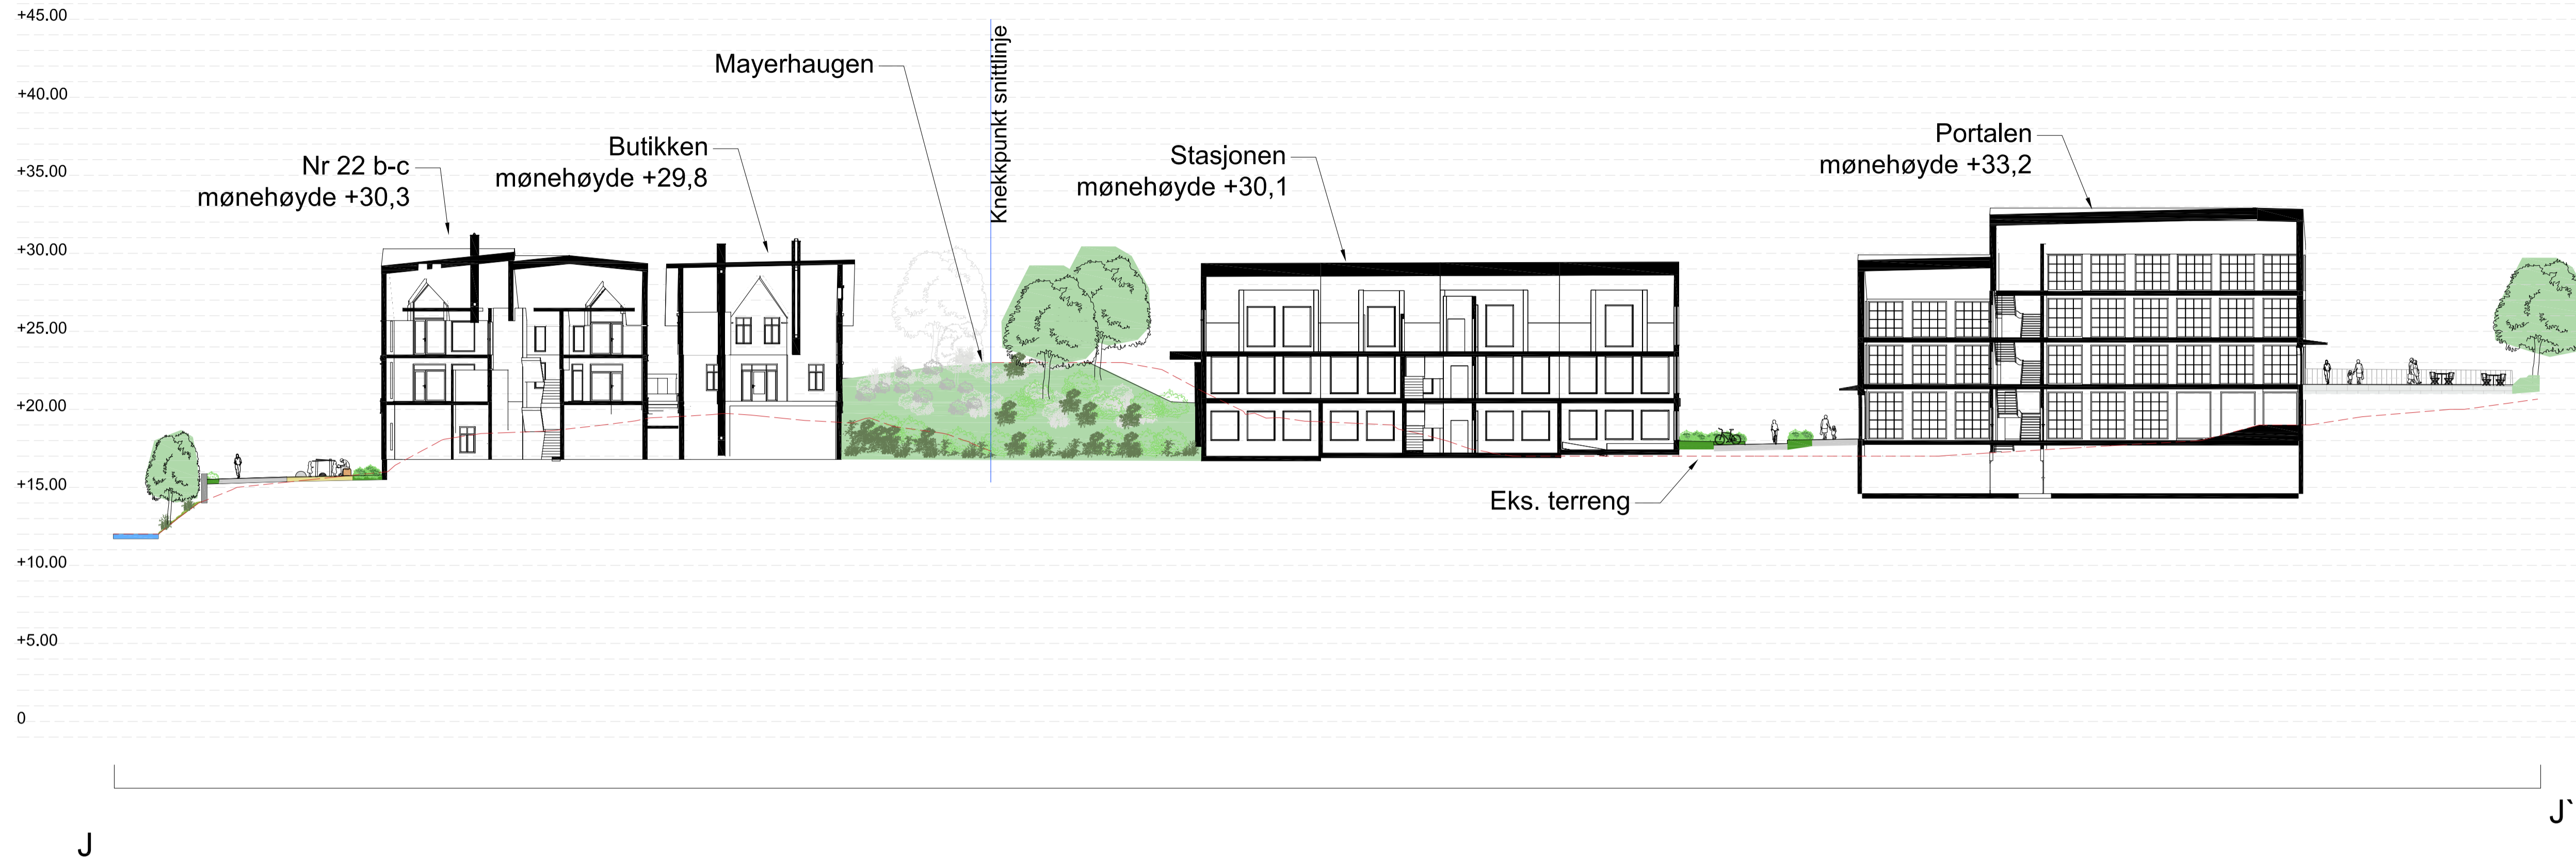 +45.00
+40.00
+35.00
+30.00
+25.00
+20.00
+15.00
+10.00
+5.00
0
Nr 22 b-c
mønehøyde +30,3
Butikken
mønehøyde +29,8
Mayerhaugen
Knekkpunkt snittlinje
Stasjonen
mønehøyde +30,1
Eks. terreng
Portalen
mønehøyde +33,2
J
J`